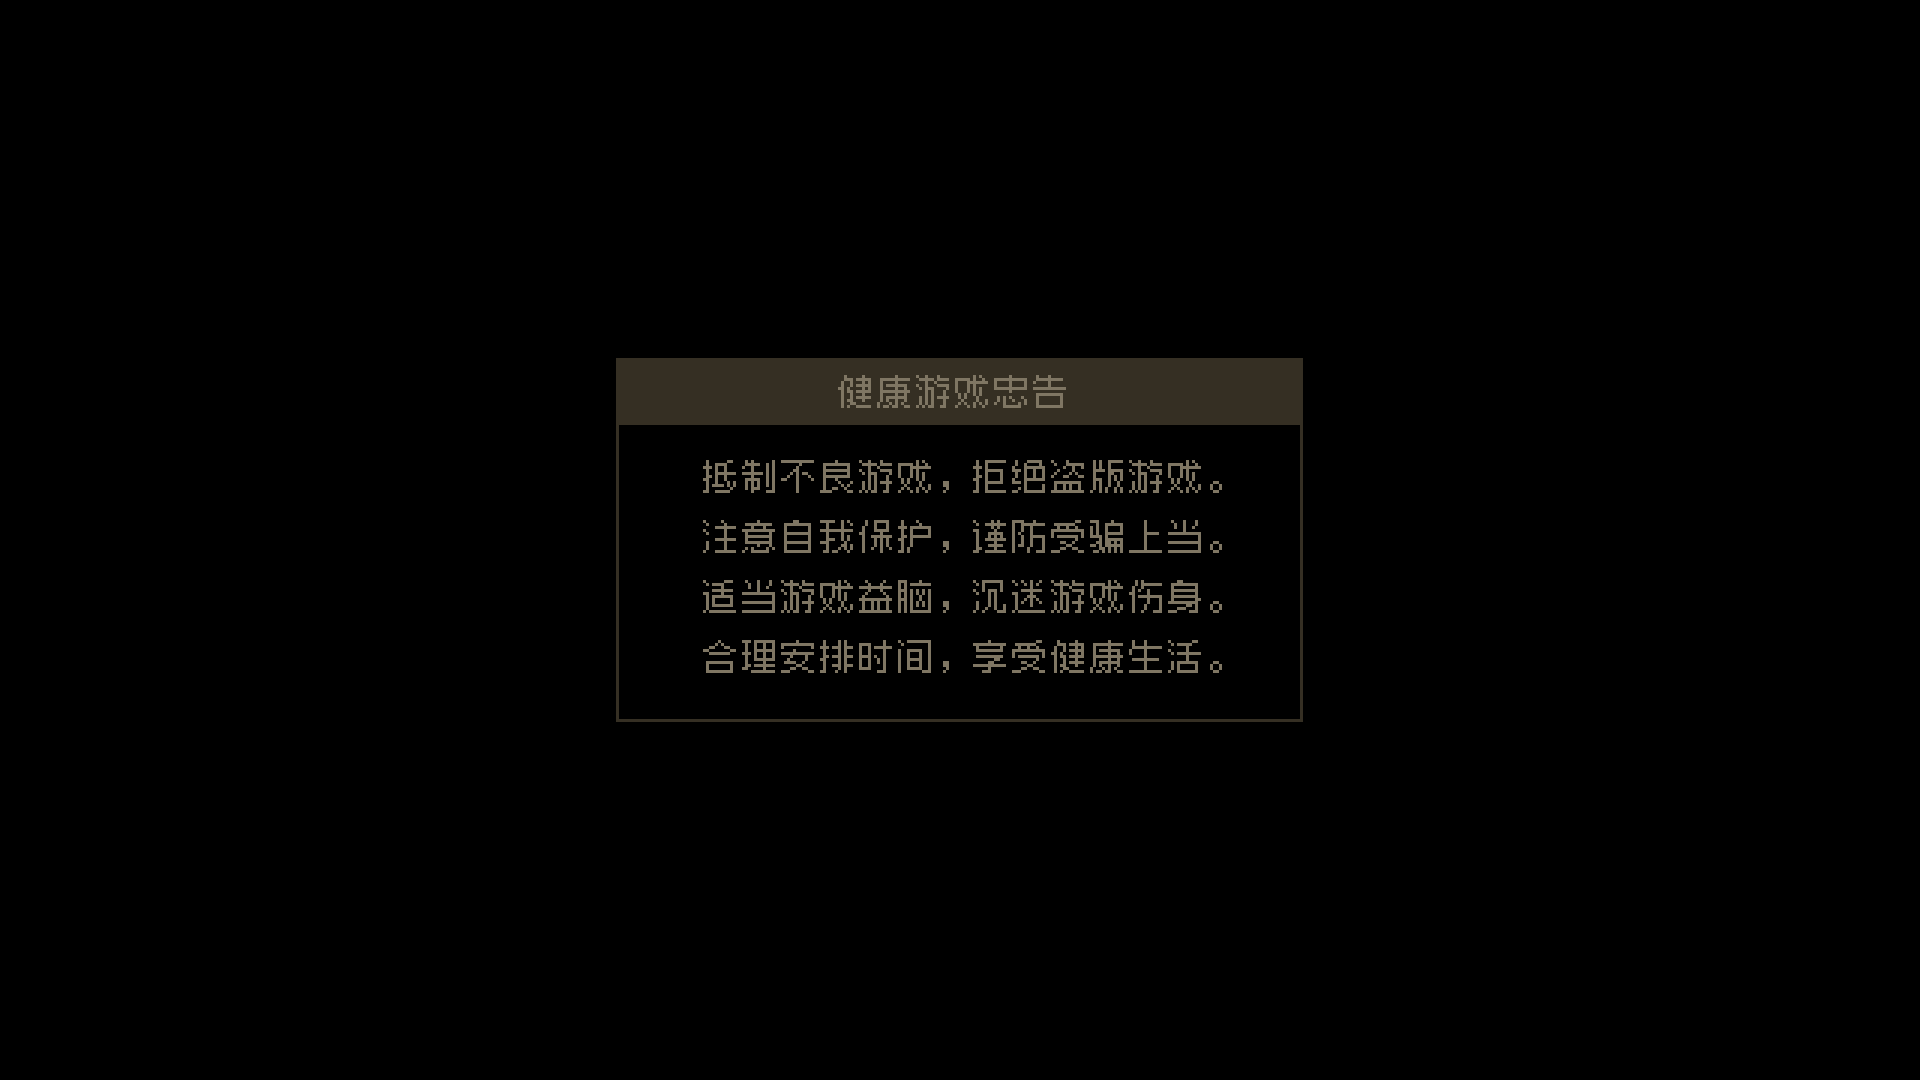 健康游戏忠告
抵制不良游戏，拒绝盗版游戏。
注意自我保护，谨防受骗上当。
适当游戏益脑，沉迷游戏伤身。
合理安排时间，享受健康生活。